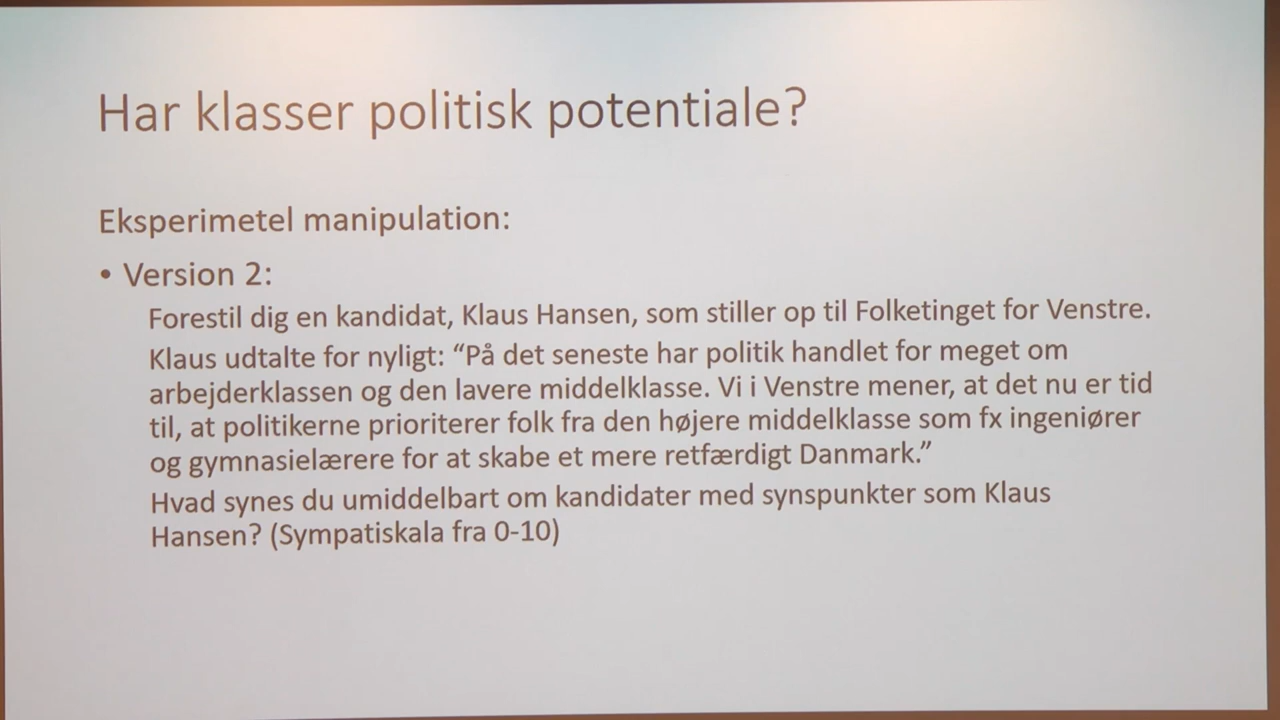 Har klasser politisk potentiale?
Eksperimetel manipulation:
• Version 2:
Forestil dig en kandidat, Klaus Hansen, som stiller op til Folketinget for Venstre.
Klaus udtalte for nyligt: “På det seneste har politik handlet for meget om
arbejderklassen og den lavere middelklasse. Vi i Venstre mener, at det nu er tid
til, at politikerne prioriterer folk fra den højere middelklasse som fx ingeniører
og gymnasielærere for at skabe et mere retfærdigt Danmark.”
Hvad synes du umiddelbart om kandidater med synspunkter som Klaus
Hansen? (Sympatiskala fra 0-10)